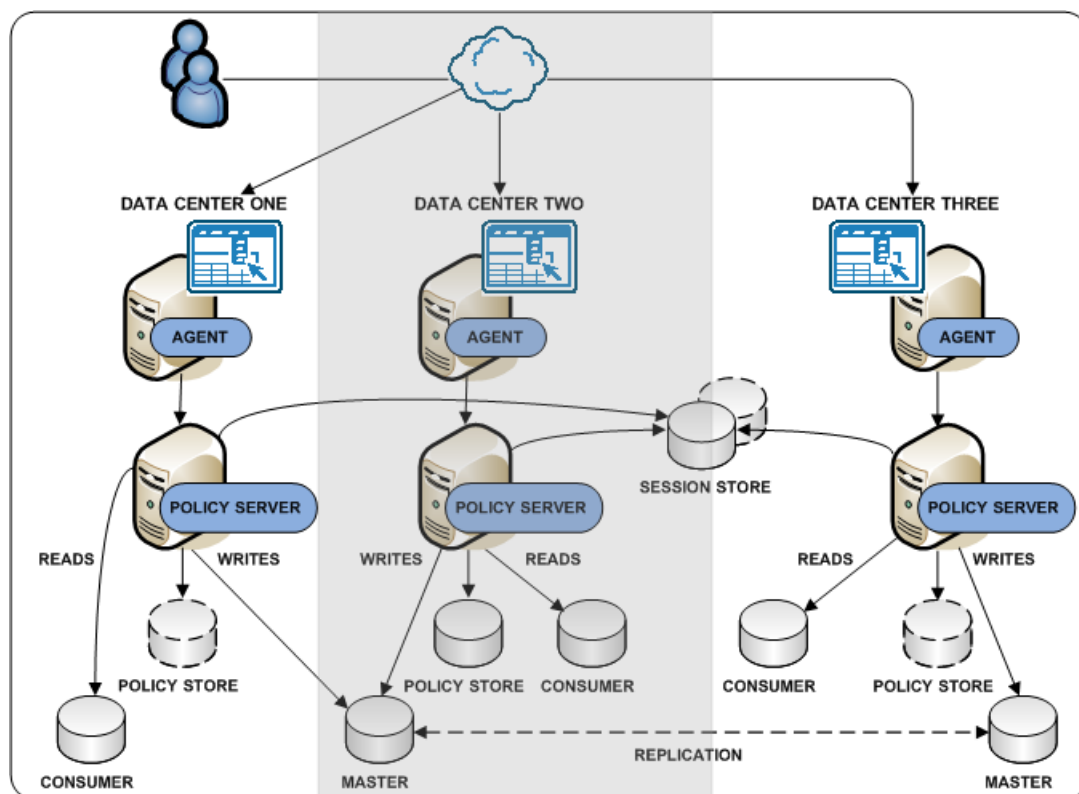 DATA CENTER ONE
DATA CENTER TWO
DATA CENTER THREE
AGENT
AGENT
AGENT
SESSION STORE
POLICY SERVER
POLICY SERVER
POLICY SERVER
READS
WRITES
WRITES
READS
READS
WRITES
POLICY STORE
POLICY STORE
CONSUMER
CONSUMER
POLICY STORE
REPLICATION
CONSUMER
MASTER
MASTER